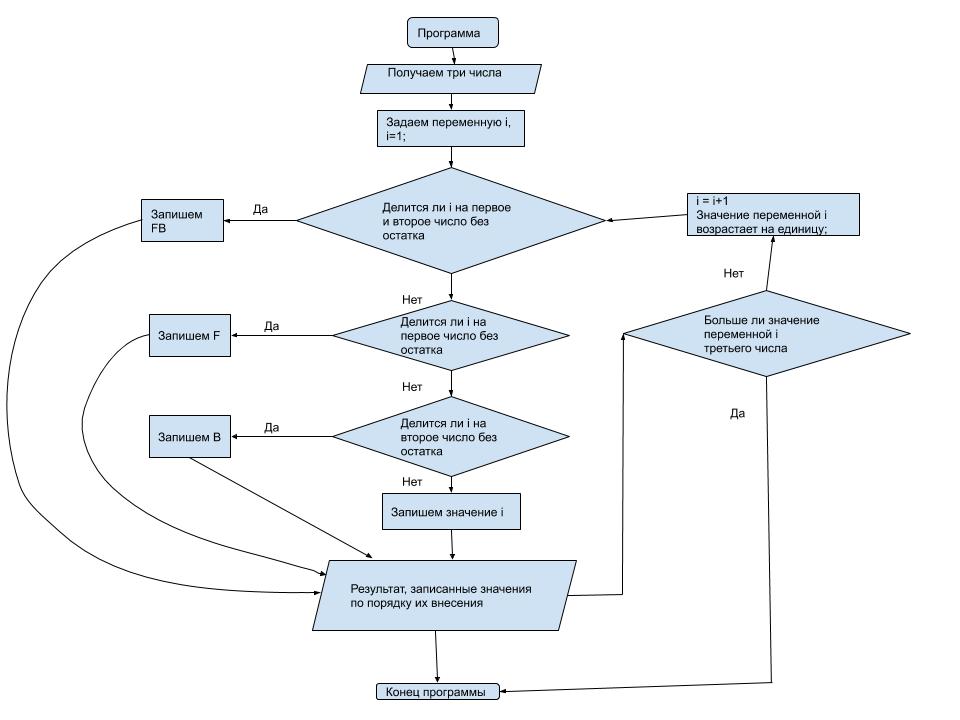 Программа
Получаем три числа
Задаем переменную i,
i=1;
Делится ли i на первое
и второе число без
остатка
Да
Запишем
FB
i = i+1
Значение переменной i
возрастает на единицу;
Нет
Делится ли i на
первое число без
остатка
Да
Запишем F
Нет
Больше ли значение
переменной i
третьего числа
Нет
Делится ли i на
второе число без
остатка
Да
Запишем B
Да
Нет
Запишем значение i
Результат, записанные значения
по порядку их внесения
Конец программы